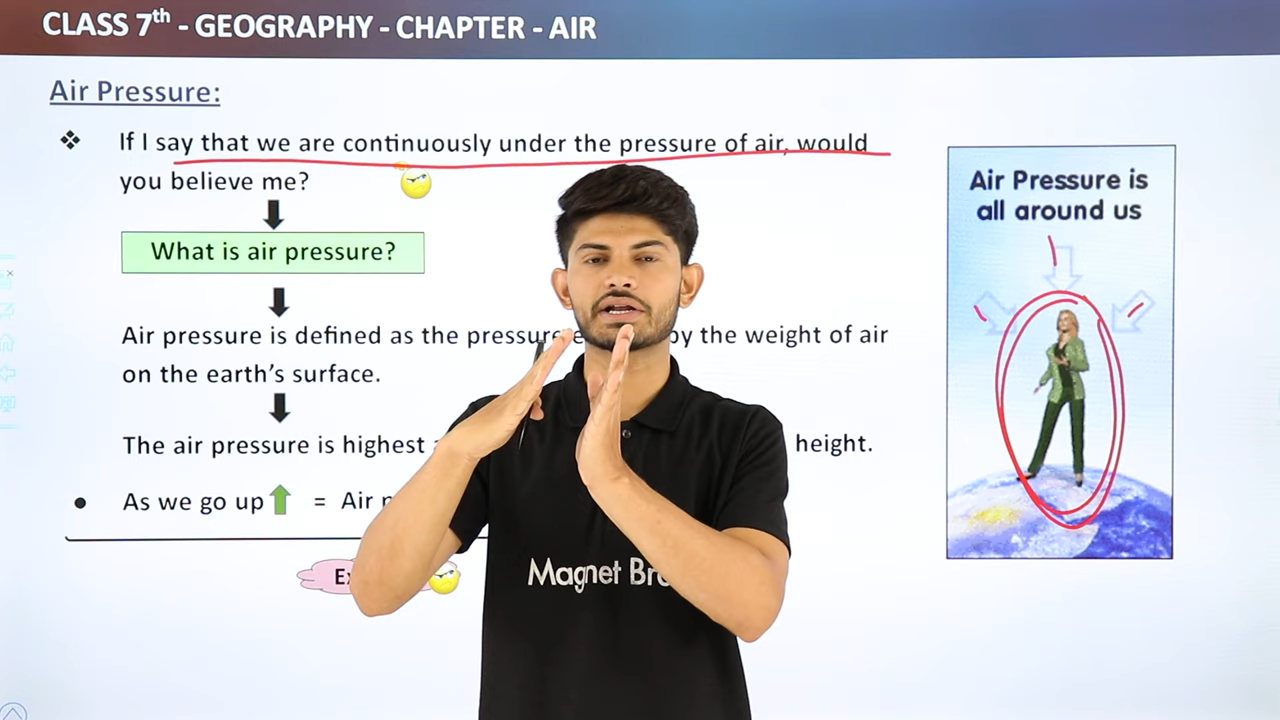 CLASS 7th - GEOGRAPHY - CHAPTER - AIR
Air Pressure:
If I say that we are continuously under the pressure of air, would
you believe me?
What is air pressure?
Air pressure is defined as the pressure by the weight of air
on the earth's surface.
The air pressure is highest height.
As we go up = Air
Air Pressure is
all around us
Magnet